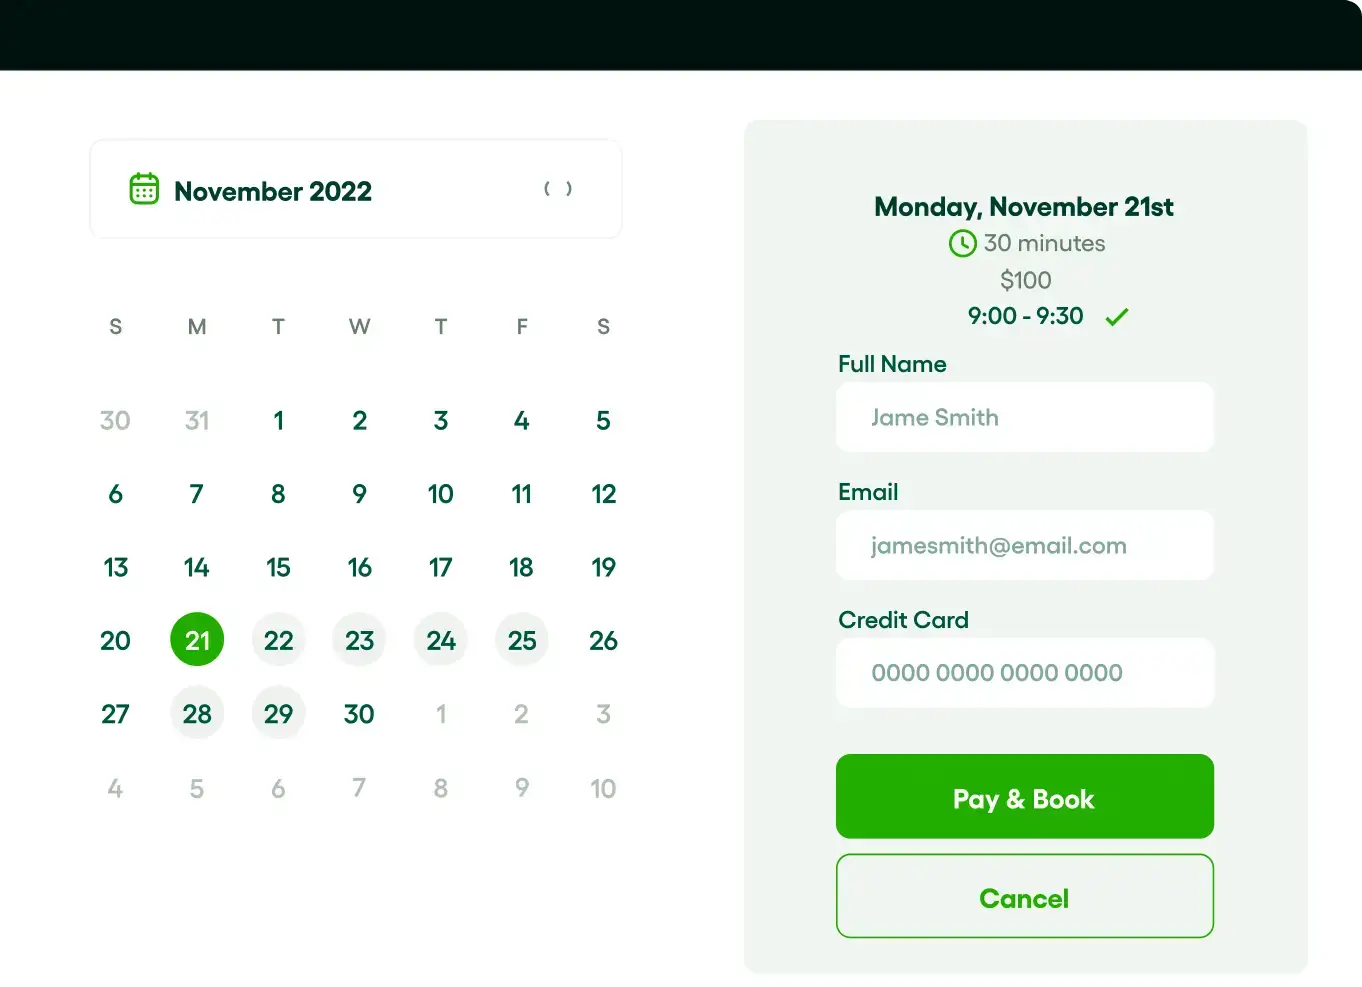 November 2022
S M T W T F S
30 31 1 2 3 4 5
6 7 8 9 10 11 12
13 14 15 16 17 18 19
20 21 22 23 24 25 26
27 28 29 30 1 2 3
4 5 6 7 8 9 10
Monday, November 21st
30 minutes
$100
9:00 - 9:30
Full Name
Jame Smith
Email
jamesmith@email.com
Credit Card
0000 0000 0000 0000
Pay & Book
Cancel